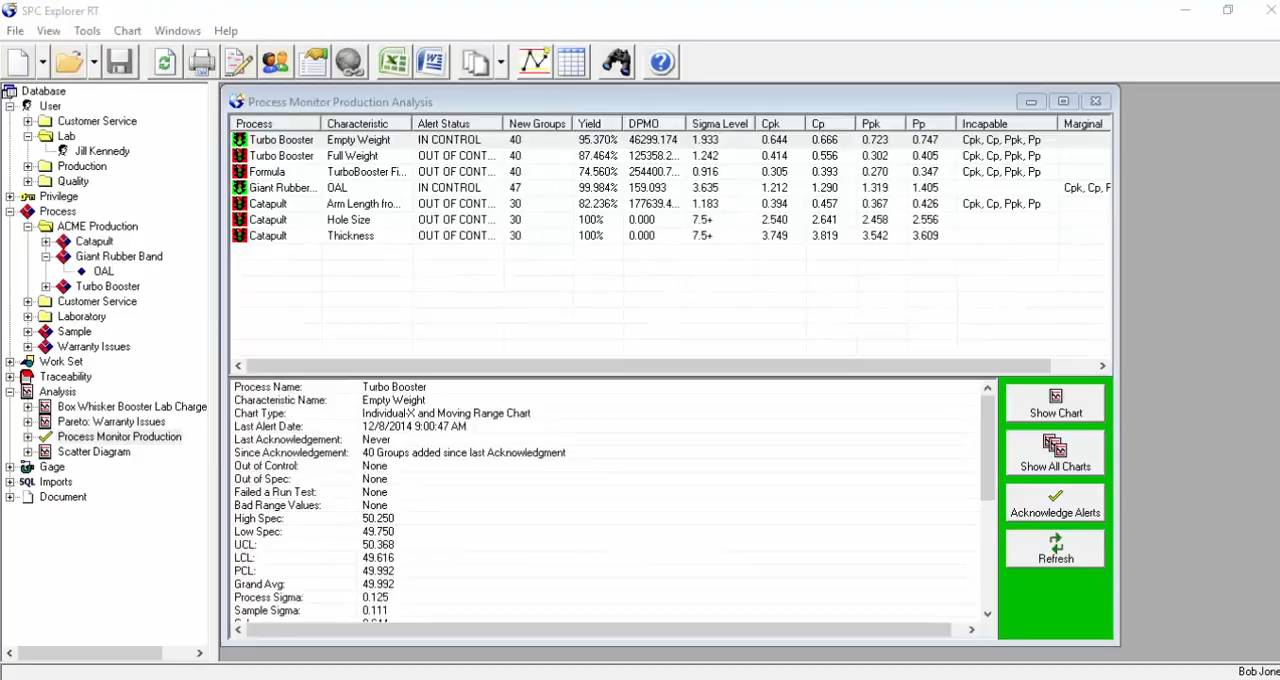 SPC Explorer RT
File View Tools Chart Windows Help
Database
User
Customer Service
Lab
Jill Kennedy
Production
Quality
Privilege
Process
ACME Production
Catapult
Giant Rubber Band
OAL
Turbo Booster
Customer Service
Laboratory
Sample
Warranty Issues
Work Set
Traceability
Analysis
Box Whisker Booster Lab Charge
Pareto: Warranty Issues
Process Monitor Production
Scatter Diagram
Gage
SQL Imports
Document
Process Monitor Production Analysis
Process Characteristic Alert Status New Groups Yield DPMO Sigma Level Cpk Cp Ppk Pp Incapable Marginal
Turbo Booster Empty Weight IN CONTROL 40 95.370% 46299.174 1.933 0.644 0.666 0.723 0.747 Cpk, Cp, Ppk, Pp
Turbo Booster Full Weight OUT OF CONT... 40 87.464% 125358.2... 1.242 0.414 0.556 0.302 0.405 Cpk, Cp, Ppk, Pp
Formula TurboBooster Fi... OUT OF CONT... 40 74.560% 254400.7... 0.916 0.305 0.393 0.270 0.347 Cpk, Cp, Ppk, Pp
Giant Rubber... OAL IN CONTROL 47 99.984% 159.093 3.635 1.212 1.290 1.319 1.405 Cpk, Cp, P
Catapult Arm Length fro... OUT OF CONT... 30 82.236% 177639.4... 1.183 0.394 0.457 0.367 0.426 Cpk, Cp, Ppk, Pp
Catapult Hole Size OUT OF CONT... 30 100% 0.000 7.5+ 2.540 2.641 2.458 2.556
Catapult Thickness OUT OF CONT... 30 100% 0.000 7.5+ 3.749 3.819 3.542 3.609
Process Name: Turbo Booster
Characteristic Name: Empty Weight
Chart Type: Individual-X and Moving Range Chart
Last Alert Date: 12/8/2014 9:00:47 AM
Last Acknowledgement: Never
Since Acknowledgement: 40 Groups added since last Acknowledgment
Out of Control: None
Out of Spec: None
Failed a Run Test: None
Bad Range Values: None
High Spec: 50.250
Low Spec: 49.750
UCL: 50.368
LCL: 49.616
PCL: 49.992
Grand Avg: 49.992
Process Sigma: 0.125
Sample Sigma: 0.111
Show Chart
Show All Charts
Acknowledge Alerts
Refresh
Bob Jone